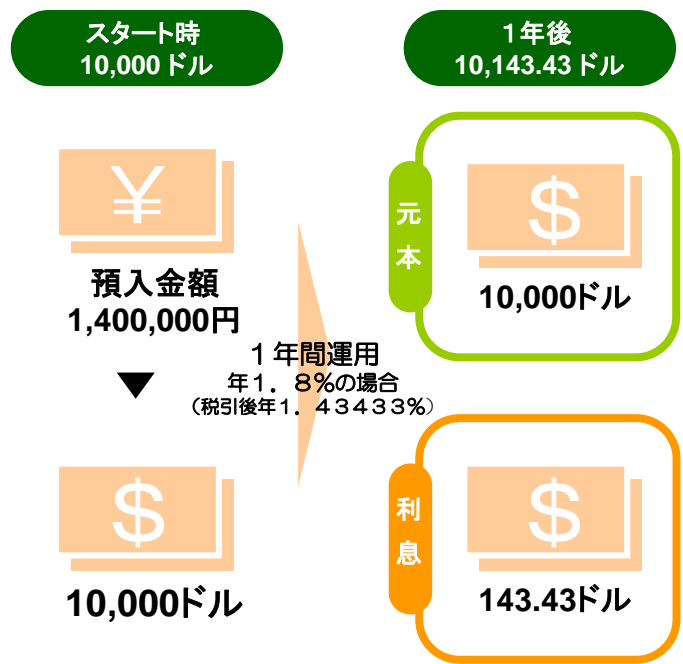 スタート時
10,000ドル
１年後
10,143.43ドル
¥
預入金額
1,400,000円
▼
$
10,000ドル
１年間運用
年１．８％の場合
（税引後年１．４３４３３％）
元本
$
10,000ドル
利息
$
143.43ドル